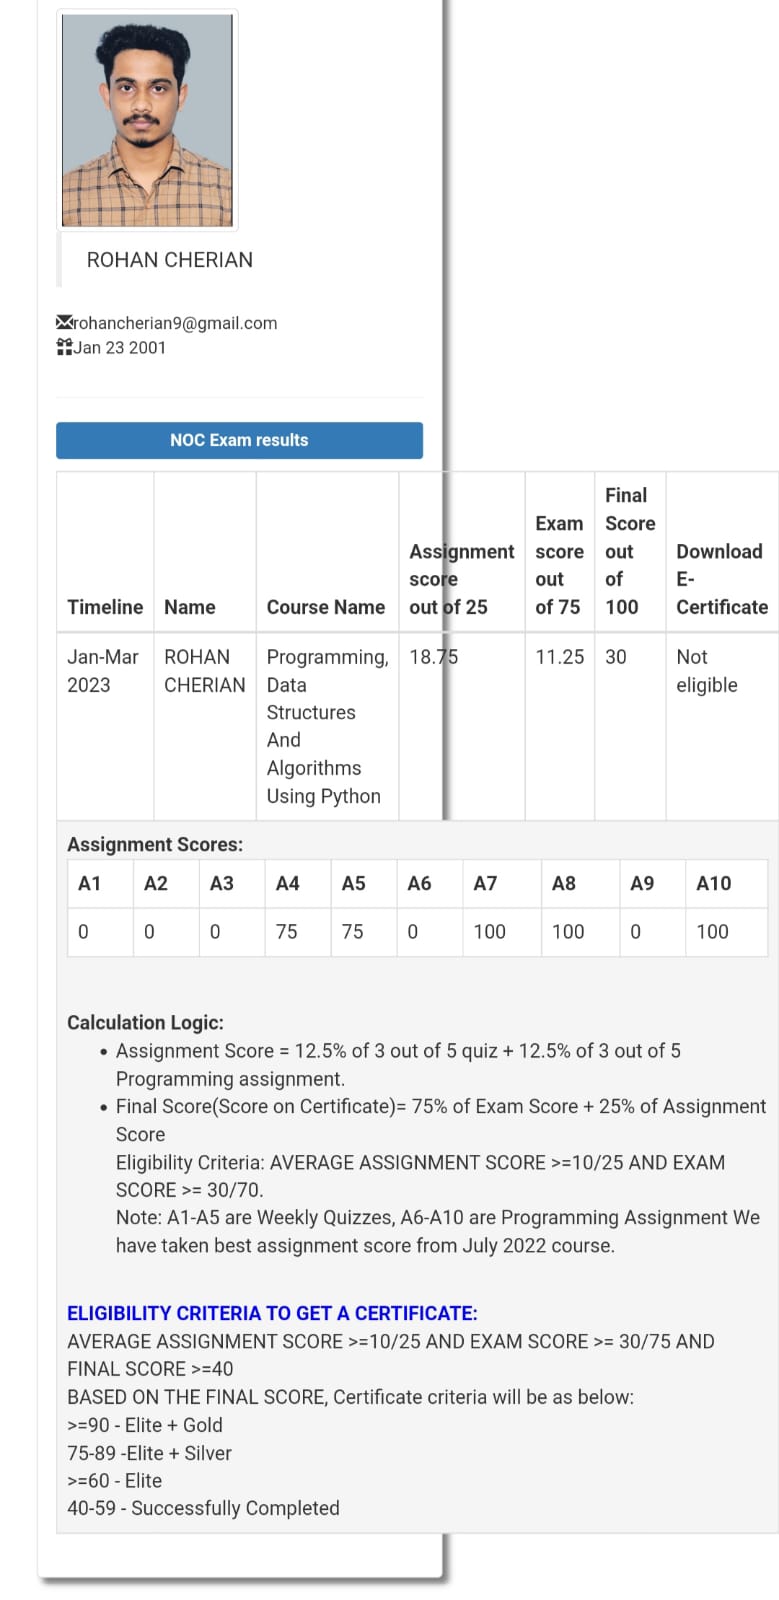 ROHAN CHERIAN
rohancherian9@gmail.com
Jan 23 2001
NOC Exam results
Timeline Name Course Name Assignment score out of 25 Exam score out of 75 Final Score out of 100 Download E-Certificate
Jan-Mar 2023 ROHAN CHERIAN Programming, Data Structures And Algorithms Using Python 18.75 11.25 30 Not eligible
Assignment Scores:
A1 A2 A3 A4 A5 A6 A7 A8 A9 A10
0 0 0 75 75 0 100 100 0 100
Calculation Logic:
• Assignment Score = 12.5% of 3 out of 5 quiz + 12.5% of 3 out of 5
Programming assignment.
• Final Score(Score on Certificate)= 75% of Exam Score + 25% of Assignment
Score
Eligibility Criteria: AVERAGE ASSIGNMENT SCORE >=10/25 AND EXAM
SCORE >= 30/70.
Note: A1-A5 are Weekly Quizzes, A6-A10 are Programming Assignment We
have taken best assignment score from July 2022 course.
ELIGIBILITY CRITERIA TO GET A CERTIFICATE:
AVERAGE ASSIGNMENT SCORE >=10/25 AND EXAM SCORE >= 30/75 AND
FINAL SCORE >=40
BASED ON THE FINAL SCORE, Certificate criteria will be as below:
>=90 - Elite + Gold
75-89 -Elite + Silver
>=60 - Elite
40-59 - Successfully Completed